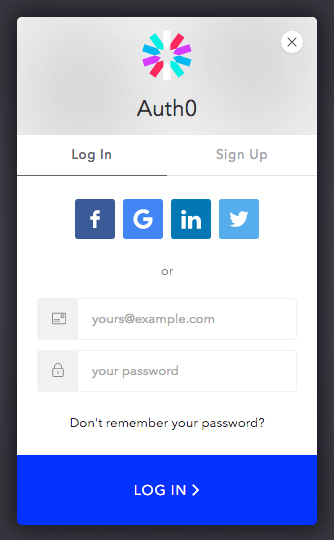 Auth0
Log In Sign Up
f G in
or
yours@example.com
your password
Don't remember your password?
LOG IN